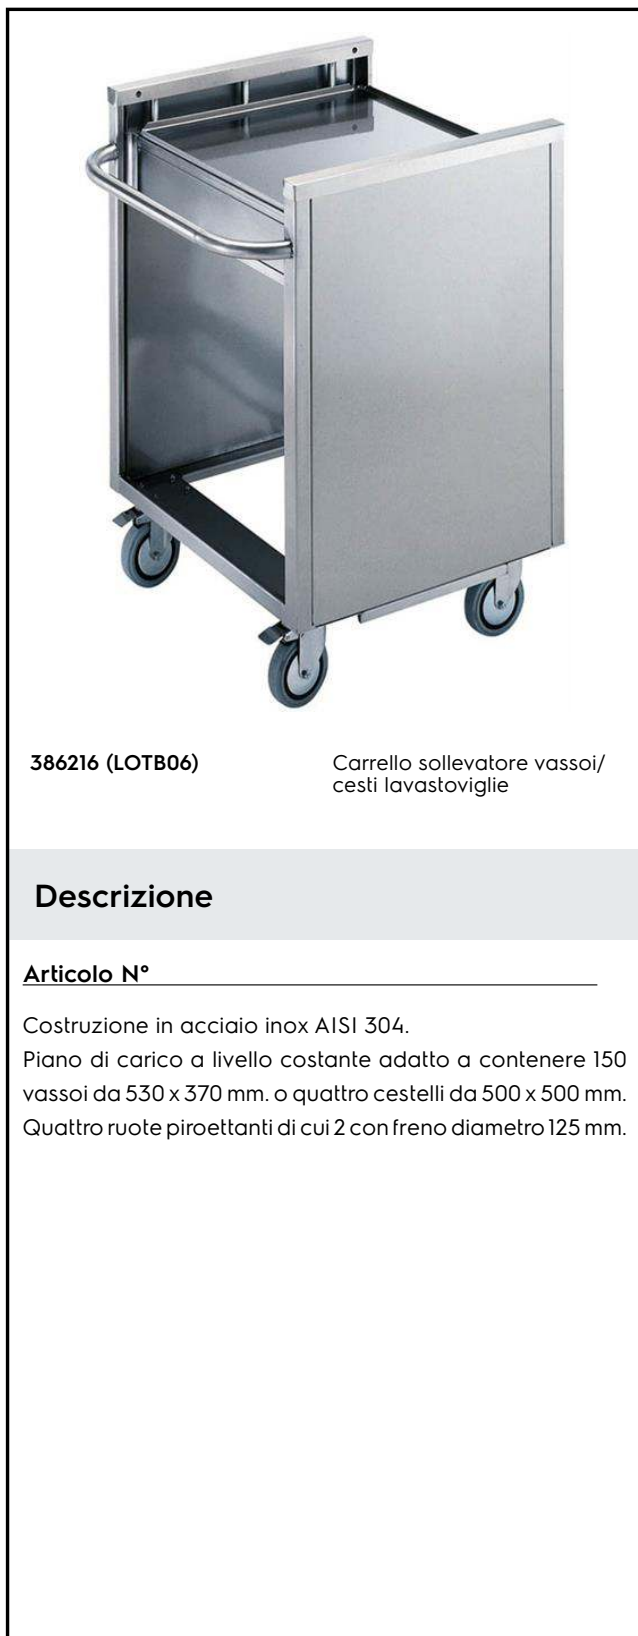 386216 (LOTB06)
Carrello sollevatore vassoi/
cesti lavastoviglie
Descrizione
Articolo N°
Costruzione in acciaio inox AISI 304.
Piano di carico a livello costante adatto a contenere 150
vassoi da 530 x 370 mm. o quattro cestelli da 500 x 500 mm.
Quattro ruote piroettanti di cui 2 con freno diametro 125 mm.